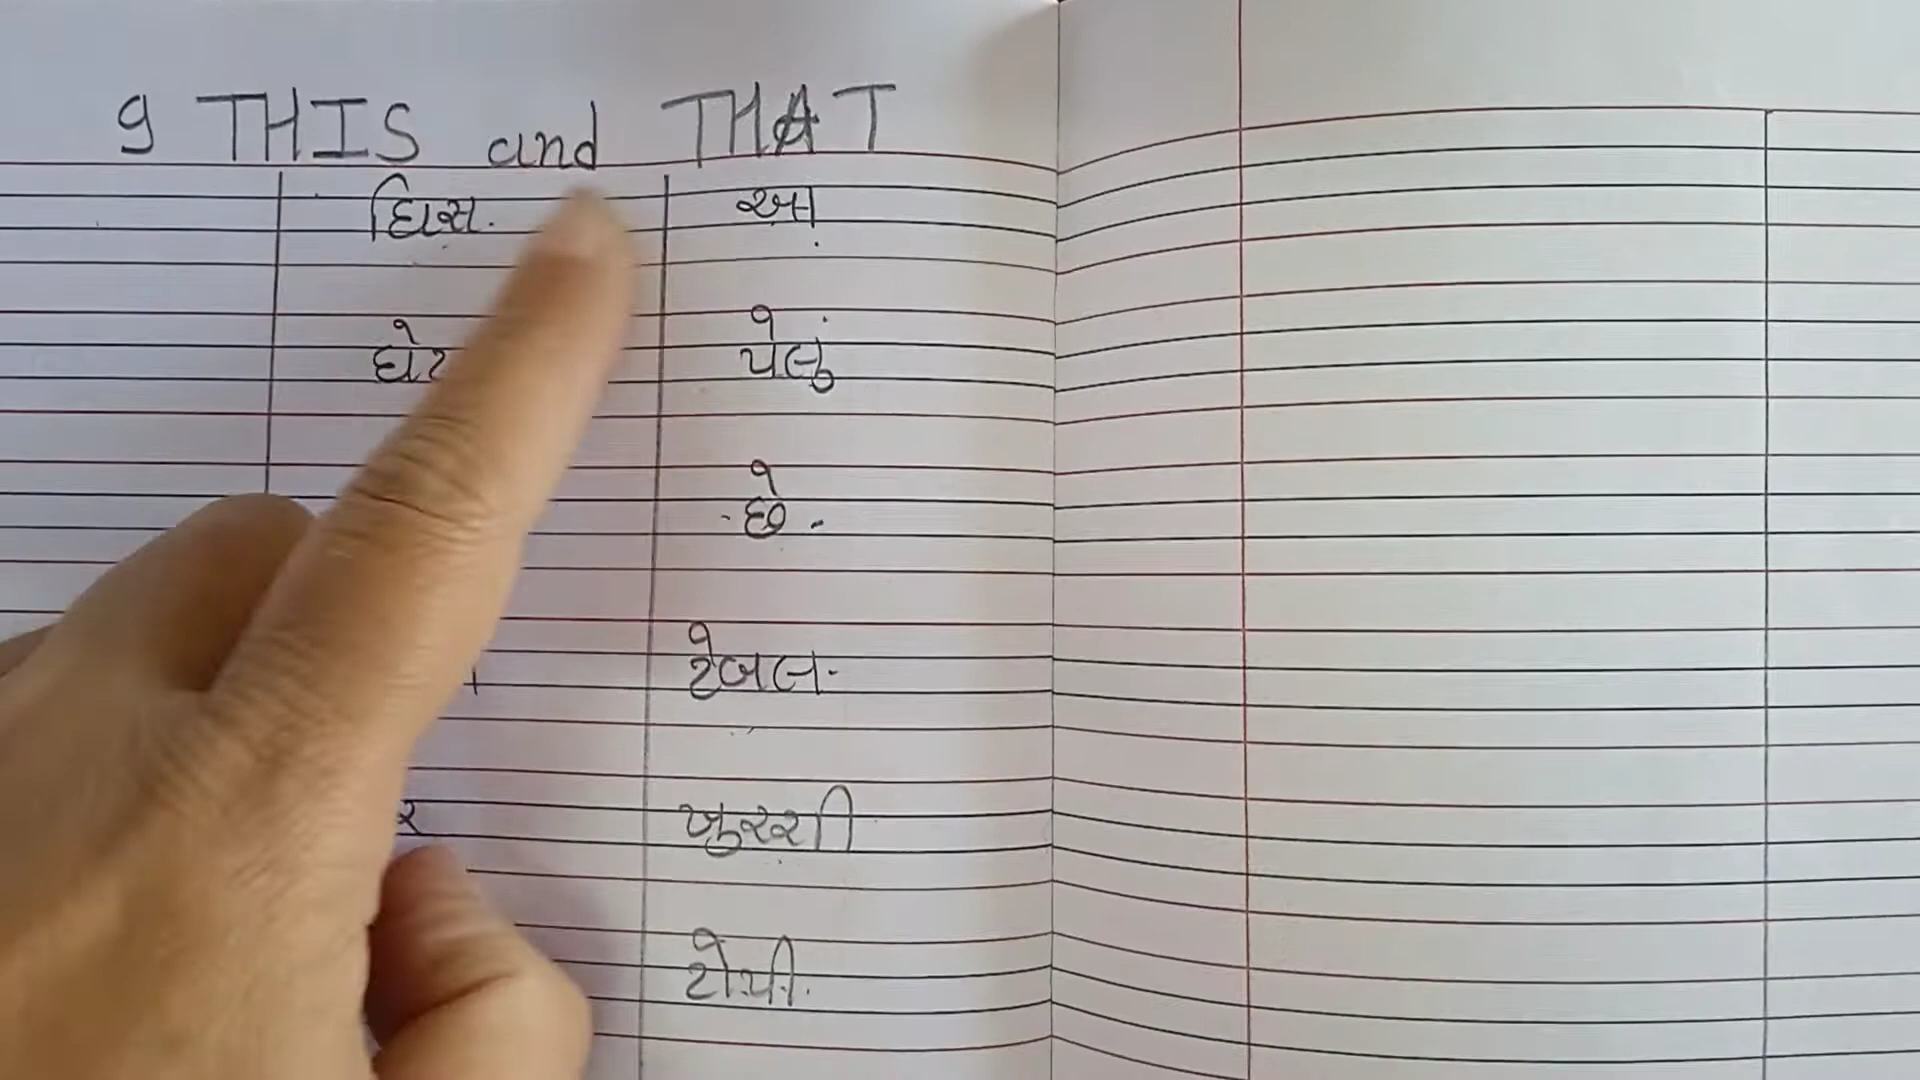 9 THIS and THAT
ધિસ. આ
ધેટ પેલું
- છે -
ટેબલ.
ખુરશી
ટોપી.